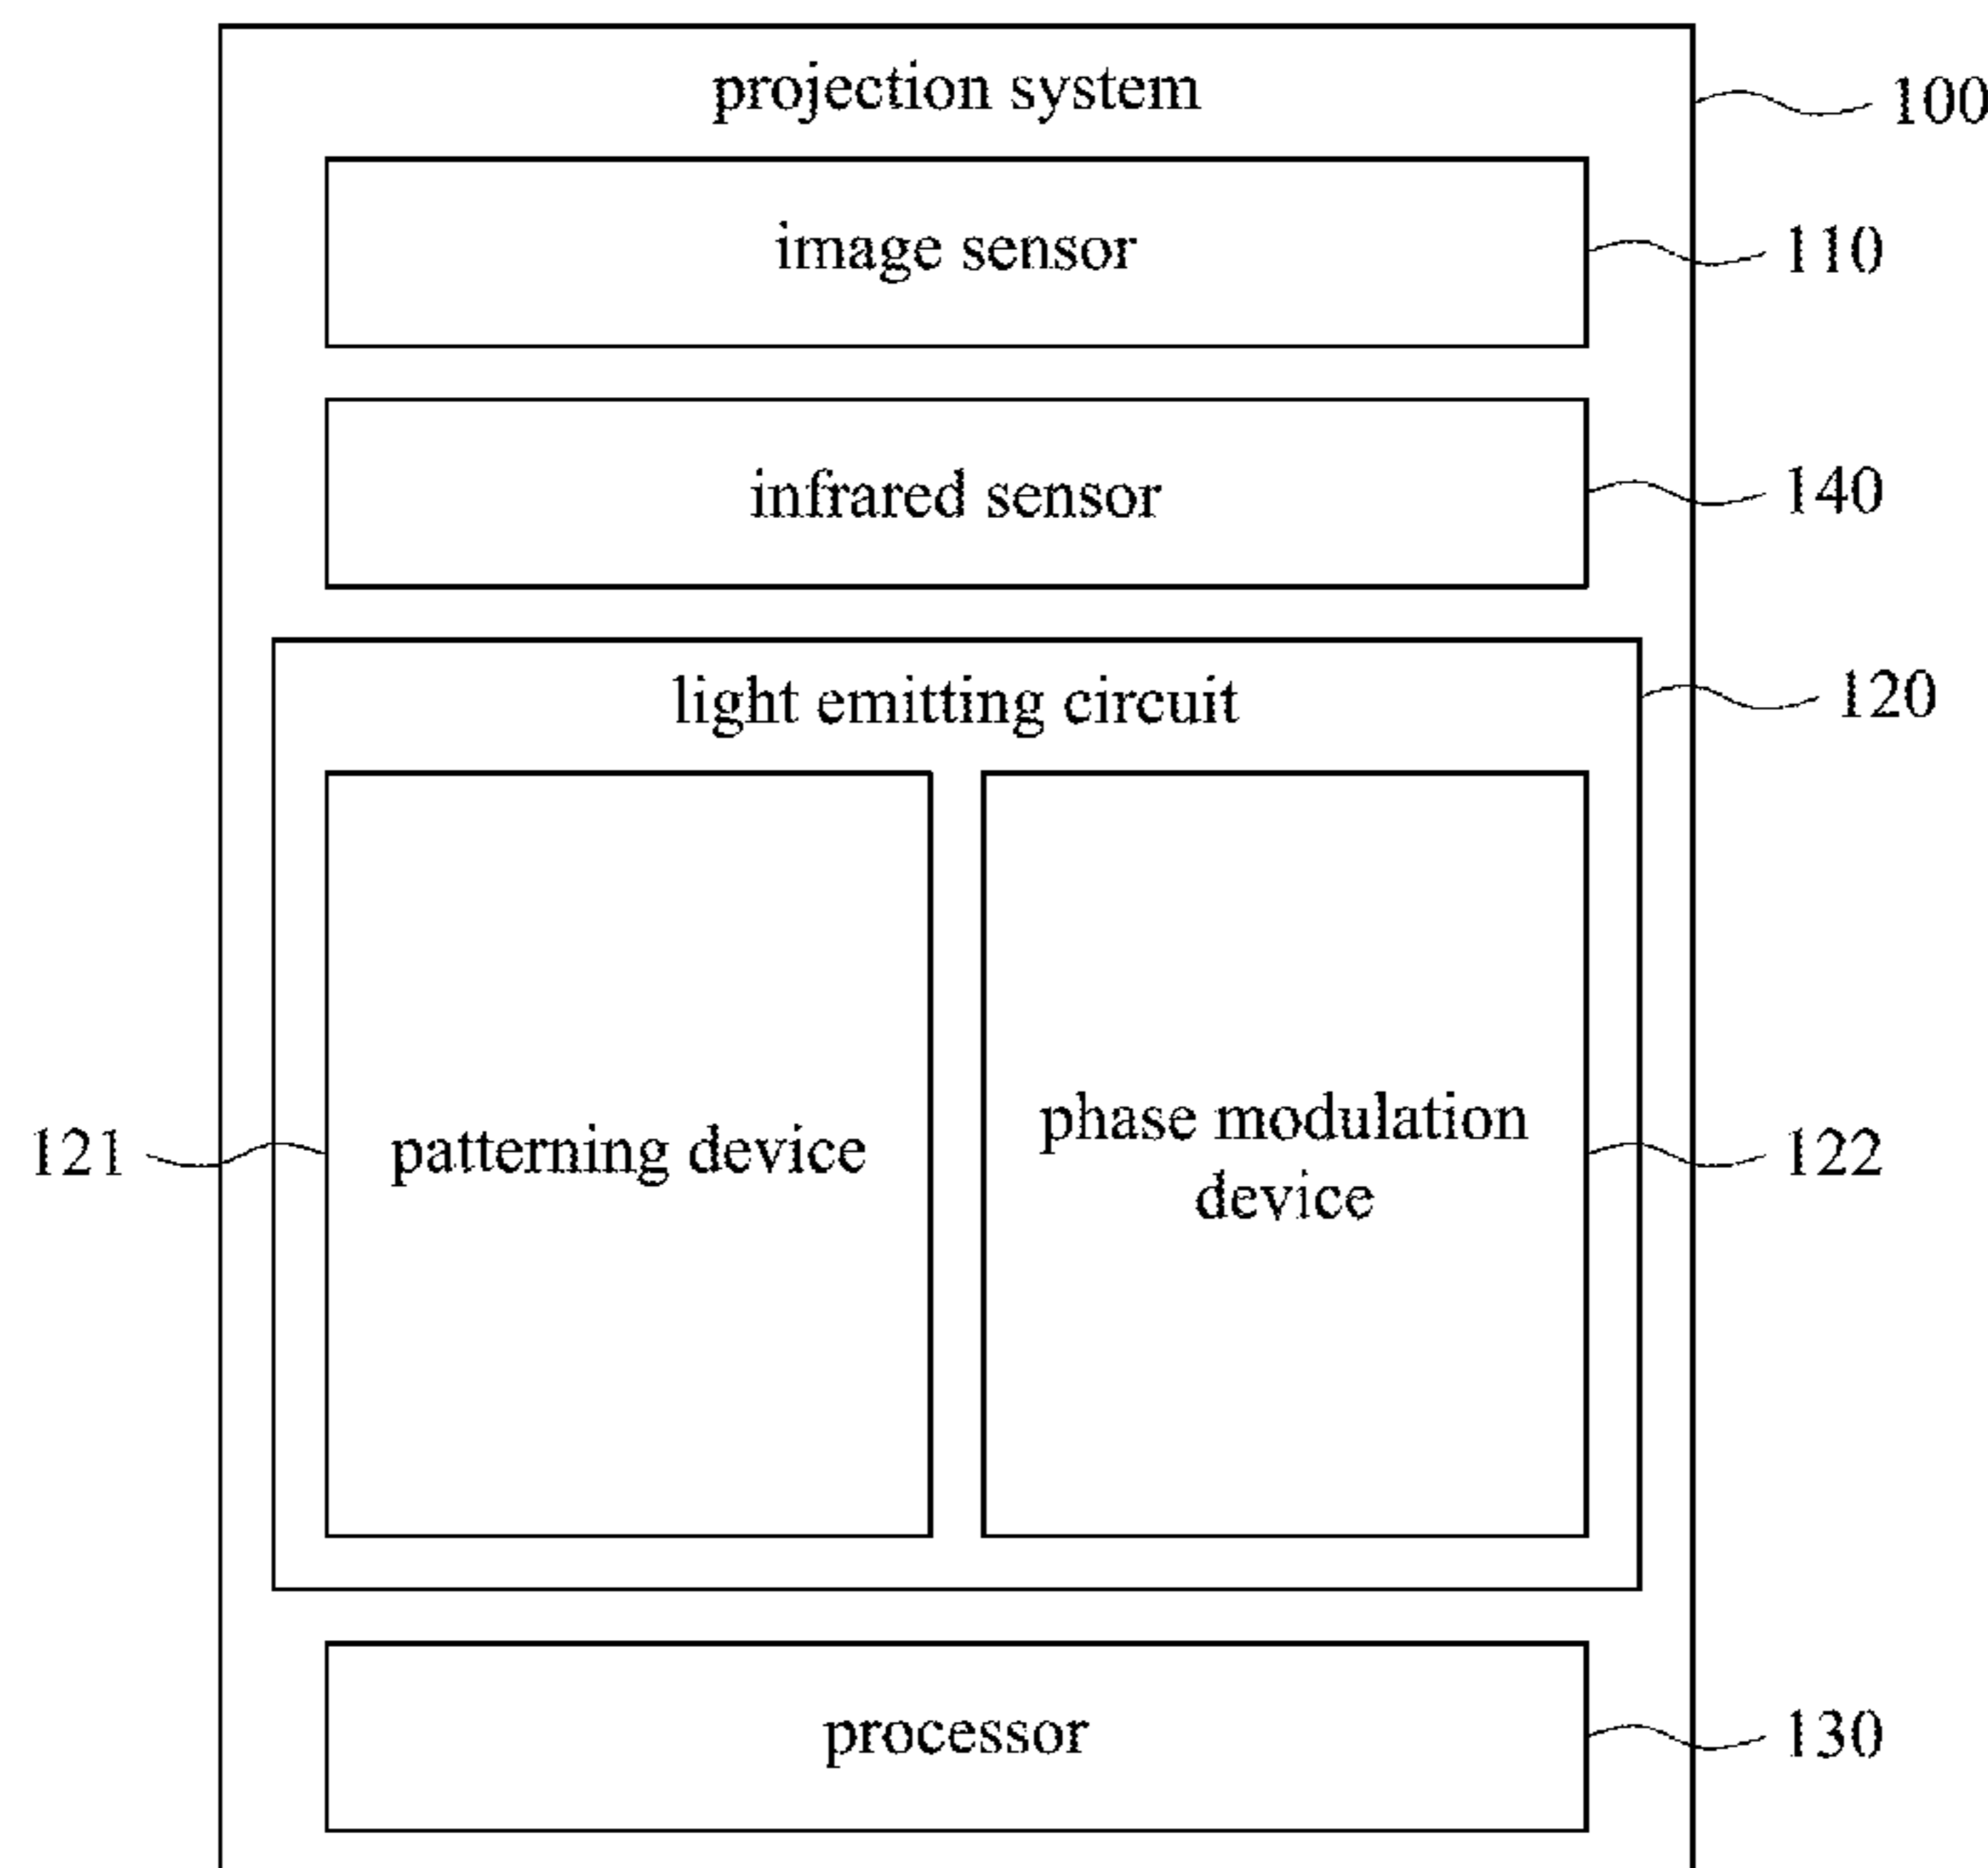 projection system
100
image sensor
110
infrared sensor
140
light emitting circuit
120
121
patterning device
phase modulation
device
122
processor
130